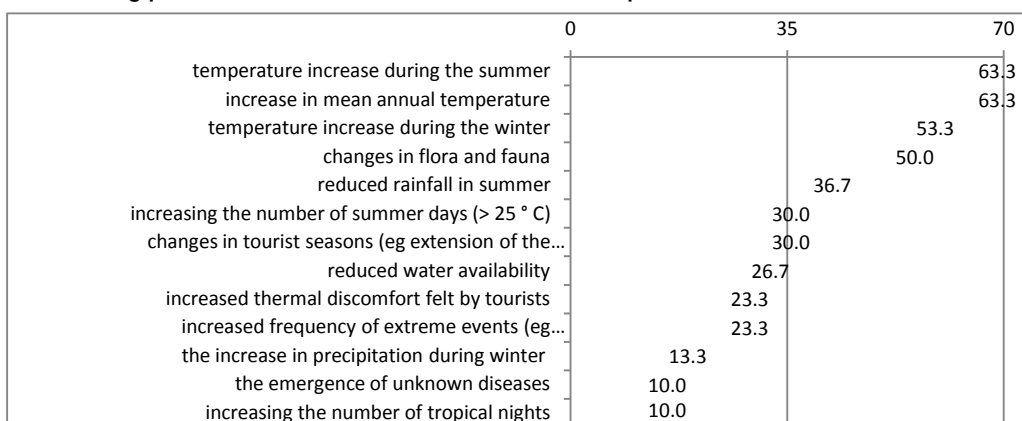 0 35 70
temperature increase during the summer 63.3
increase in mean annual temperature 63.3
temperature increase during the winter 53.3
changes in flora and fauna 50.0
reduced rainfall in summer 36.7
increasing the number of summer days (> 25 ° C) 30.0
changes in tourist seasons (eg extension of the... 30.0
reduced water availability 26.7
increased thermal discomfort felt by tourists 23.3
increased frequency of extreme events (eg... 23.3
the increase in precipitation during winter 13.3
the emergence of unknown diseases 10.0
increasing the number of tropical nights 10.0